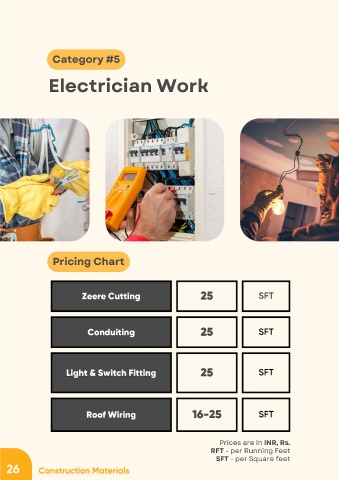 Category #5
Electrician Work
Pricing Chart
Zeere Cutting 25 SFT
Conduiting 25 SFT
Light & Switch Fitting 25 SFT
Roof Wiring 16-25 SFT
Prices are in INR, Rs.
RFT - per Running Feet
SFT - per Square feet
26 Construction Materials